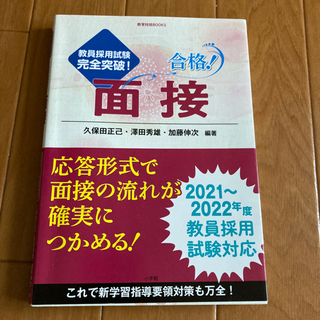 教育技術BOOKS
教員採用試験
完全突破!
合格!
面接
久保田正己・澤田秀雄・加藤伸次 編著
応答形式で
面接の流れが
確実に
つかめる!
2021〜
2022年度
教員採用
試験対応
小学館
これで新学習指導要領対策も万全!